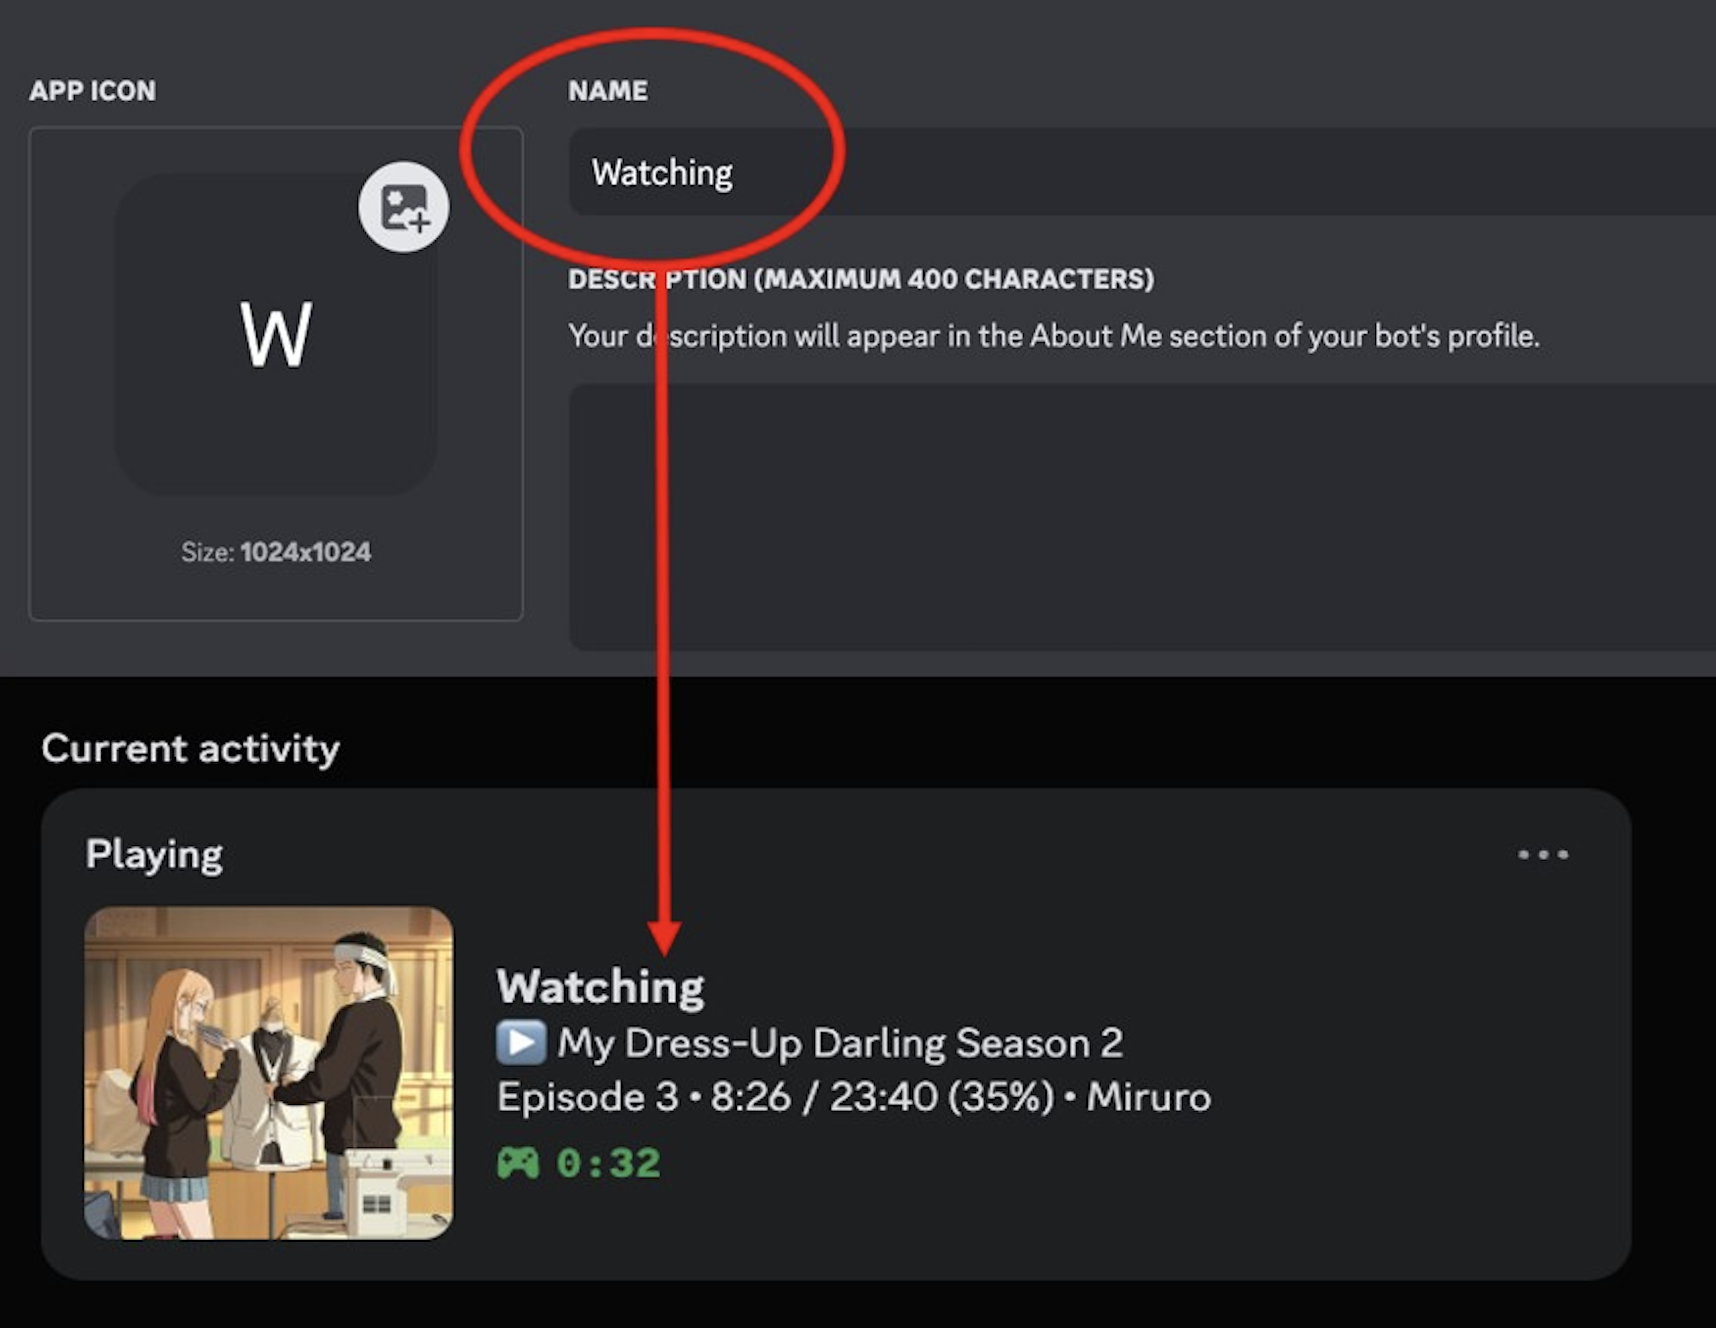 APP ICON
NAME
W
Watching
Size: 1024x1024
DESCRIPTION (MAXIMUM 400 CHARACTERS)
Your description will appear in the About Me section of your bot's profile.
Current activity
Playing
Watching
▶️ My Dress-Up Darling Season 2
Episode 3 • 8:26 / 23:40 (35%) • Miruro
🎮 0:32